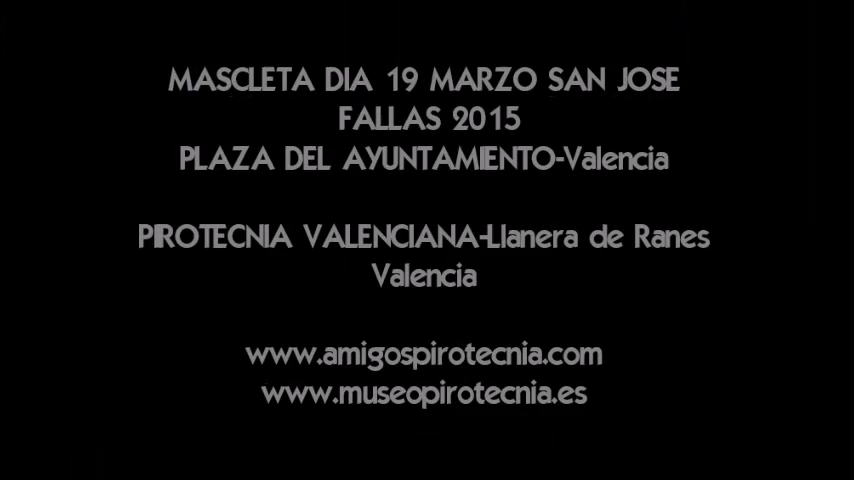 MASCLETA DIA 19 MARZO SAN JOSE
FALLAS 2015
PLAZA DEL AYUNTAMIENTO-Valencia
PIROTECNIA VALENCIANA-Llanera de Ranes
Valencia
www.amigospirotecnia.com
www.museopirotecnia.es